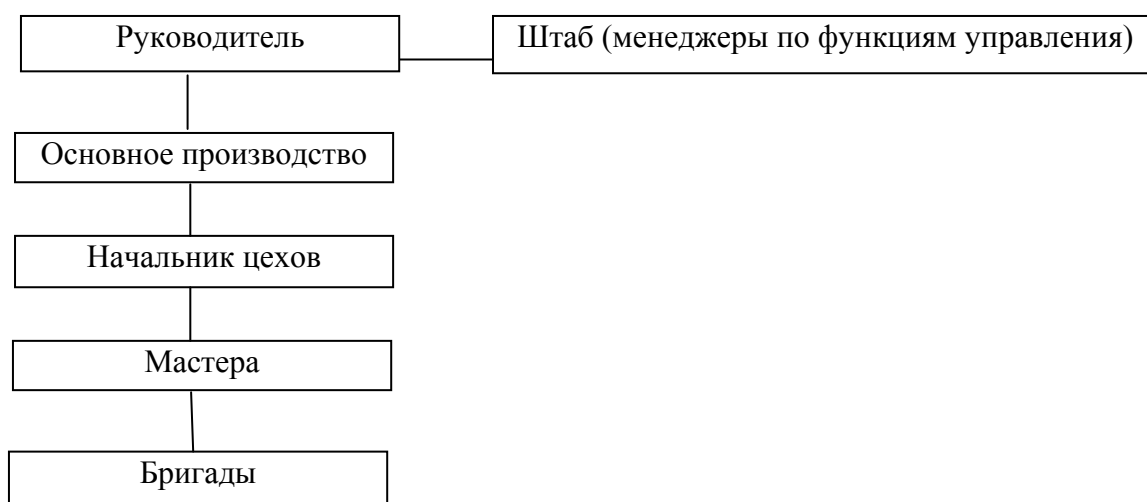 Руководитель
Штаб (менеджеры по функциям управления)
Основное производство
Начальник цехов
Мастера
Бригады